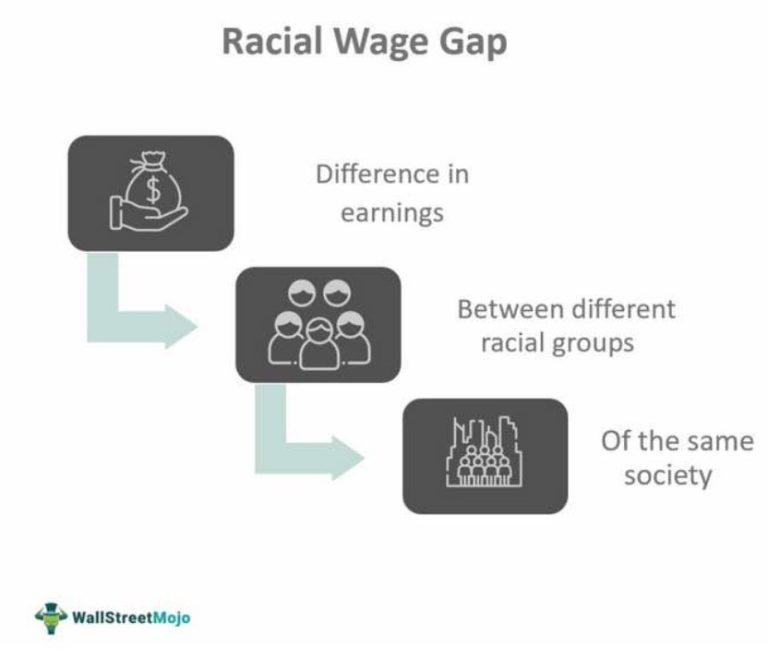 Racial Wage Gap
$
Difference in
earnings
Between different
racial groups
Of the same
society
WallStreetMojo